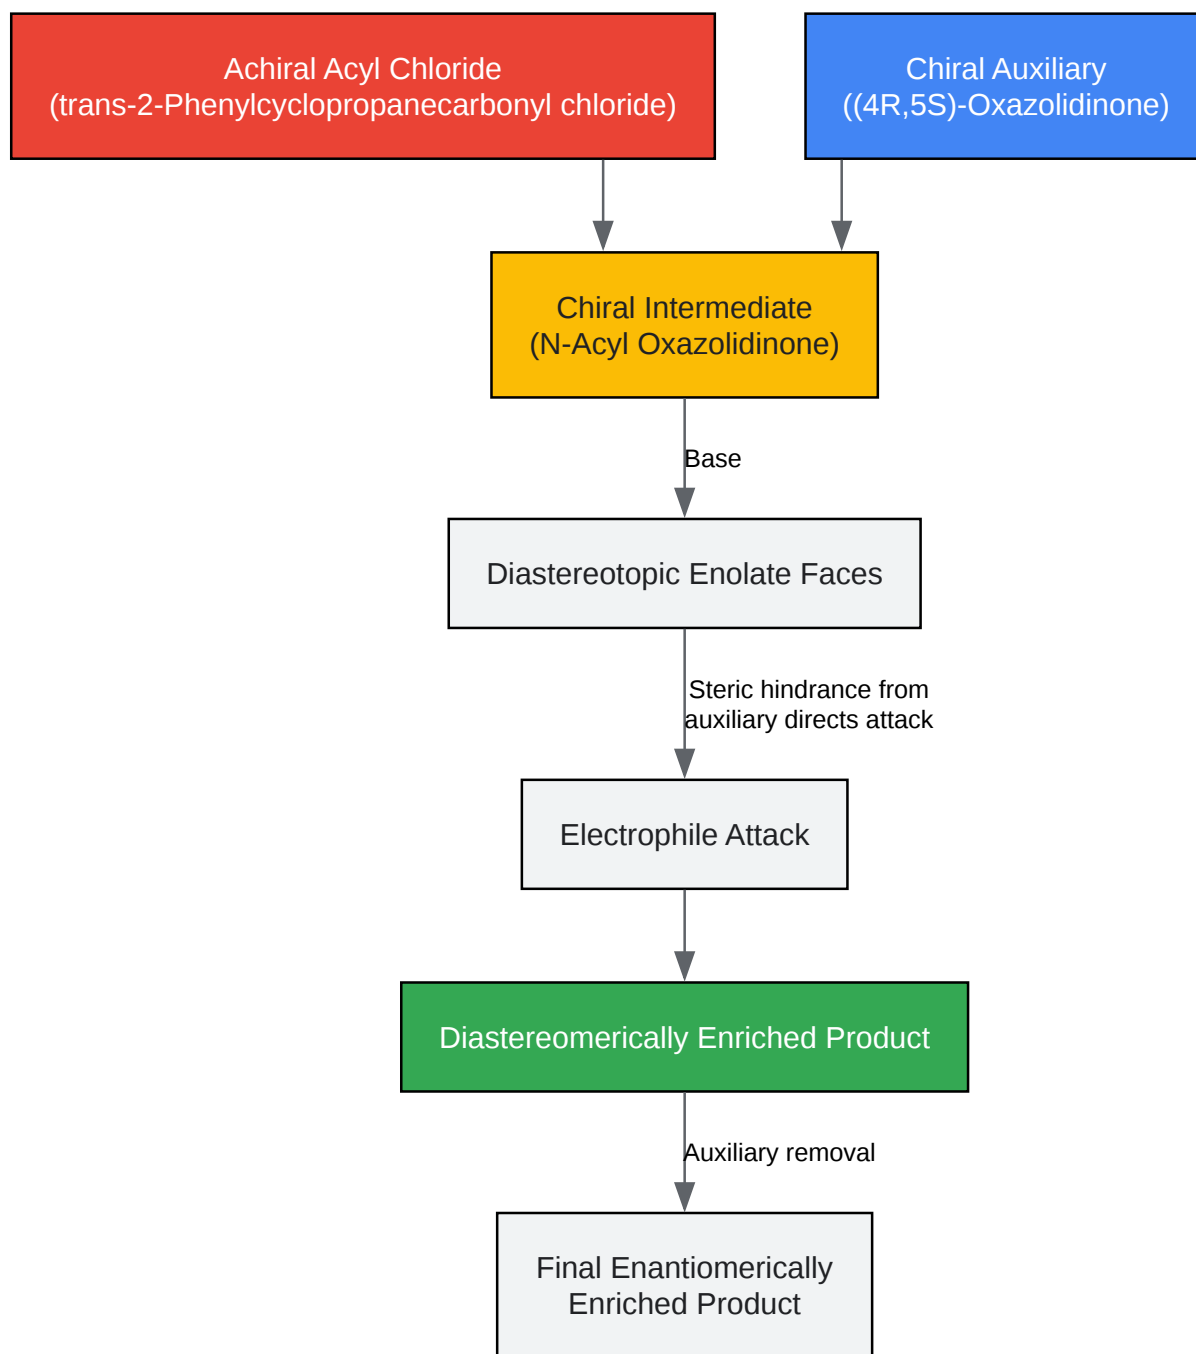 Achiral Acyl Chloride
(trans-2-Phenylcyclopropanecarbonyl chloride)
Chiral Auxiliary
((4R,5S)-Oxazolidinone)
Chiral Intermediate
(N-Acyl Oxazolidinone)
Base
Diastereotopic Enolate Faces
Steric hindrance from
auxiliary directs attack
Electrophile Attack
Diastereomerically Enriched Product
Auxiliary removal
Final Enantiomerically
Enriched Product